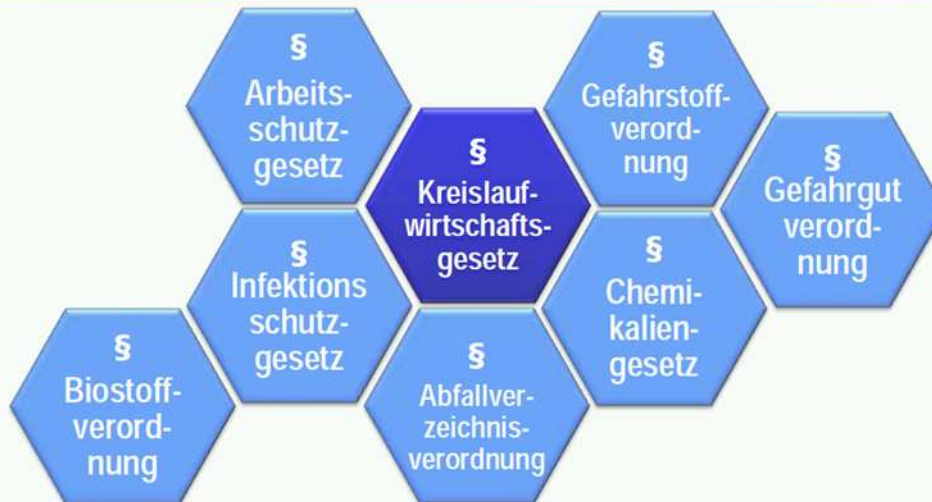 §
Arbeits-
schutz-
gesetz
§
Gefahrstoff-
verord-
nung
§
Kreislauf-
wirtschafts-
gesetz
§
Gefahrgut
verord-
nung
§
Infektions
schutz-
gesetz
§
Chemi-
kalien-
gesetz
§
Biostoff-
verord-
nung
§
Abfallver-
zeichnis-
verordnung